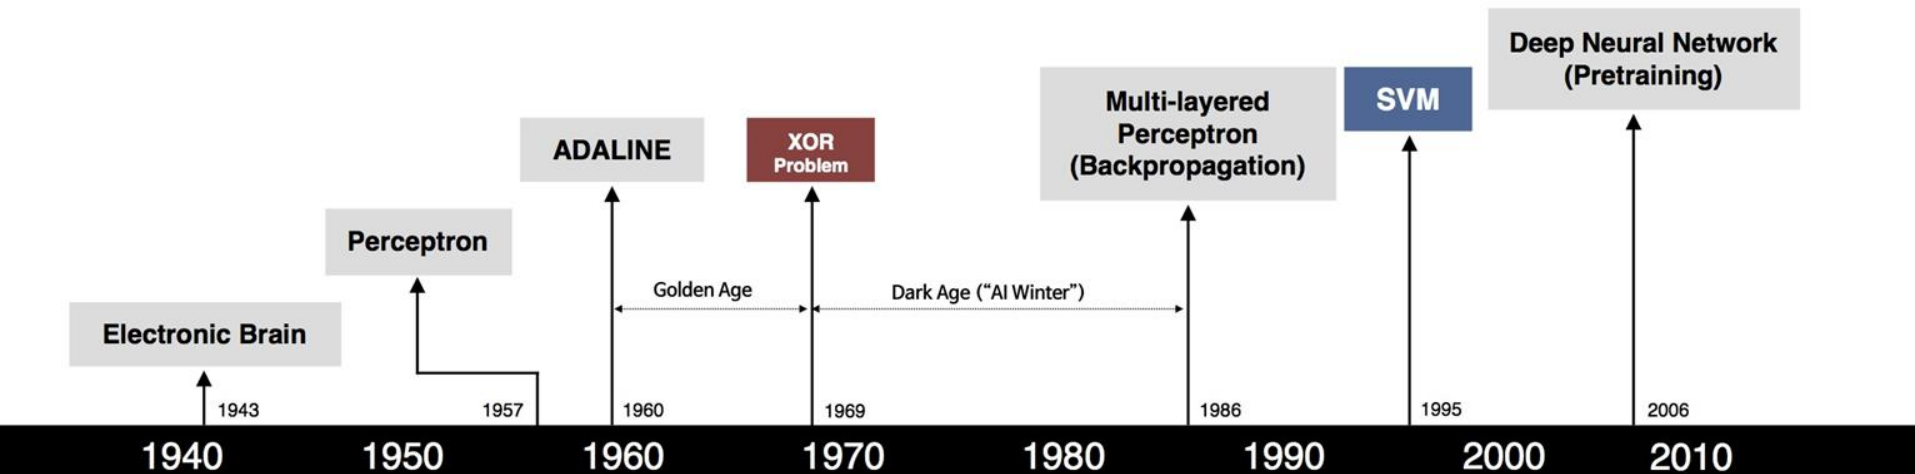 Deep Neural Network
(Pretraining)
Multi-layered
Perceptron
(Backpropagation)
SVM
ADALINE
XOR
Problem
Perceptron
Golden Age
Dark Age (“AI Winter”)
Electronic Brain
1943
1957
1960
1969
1986
1995
2006
1940 1950 1960 1970 1980 1990 2000 2010